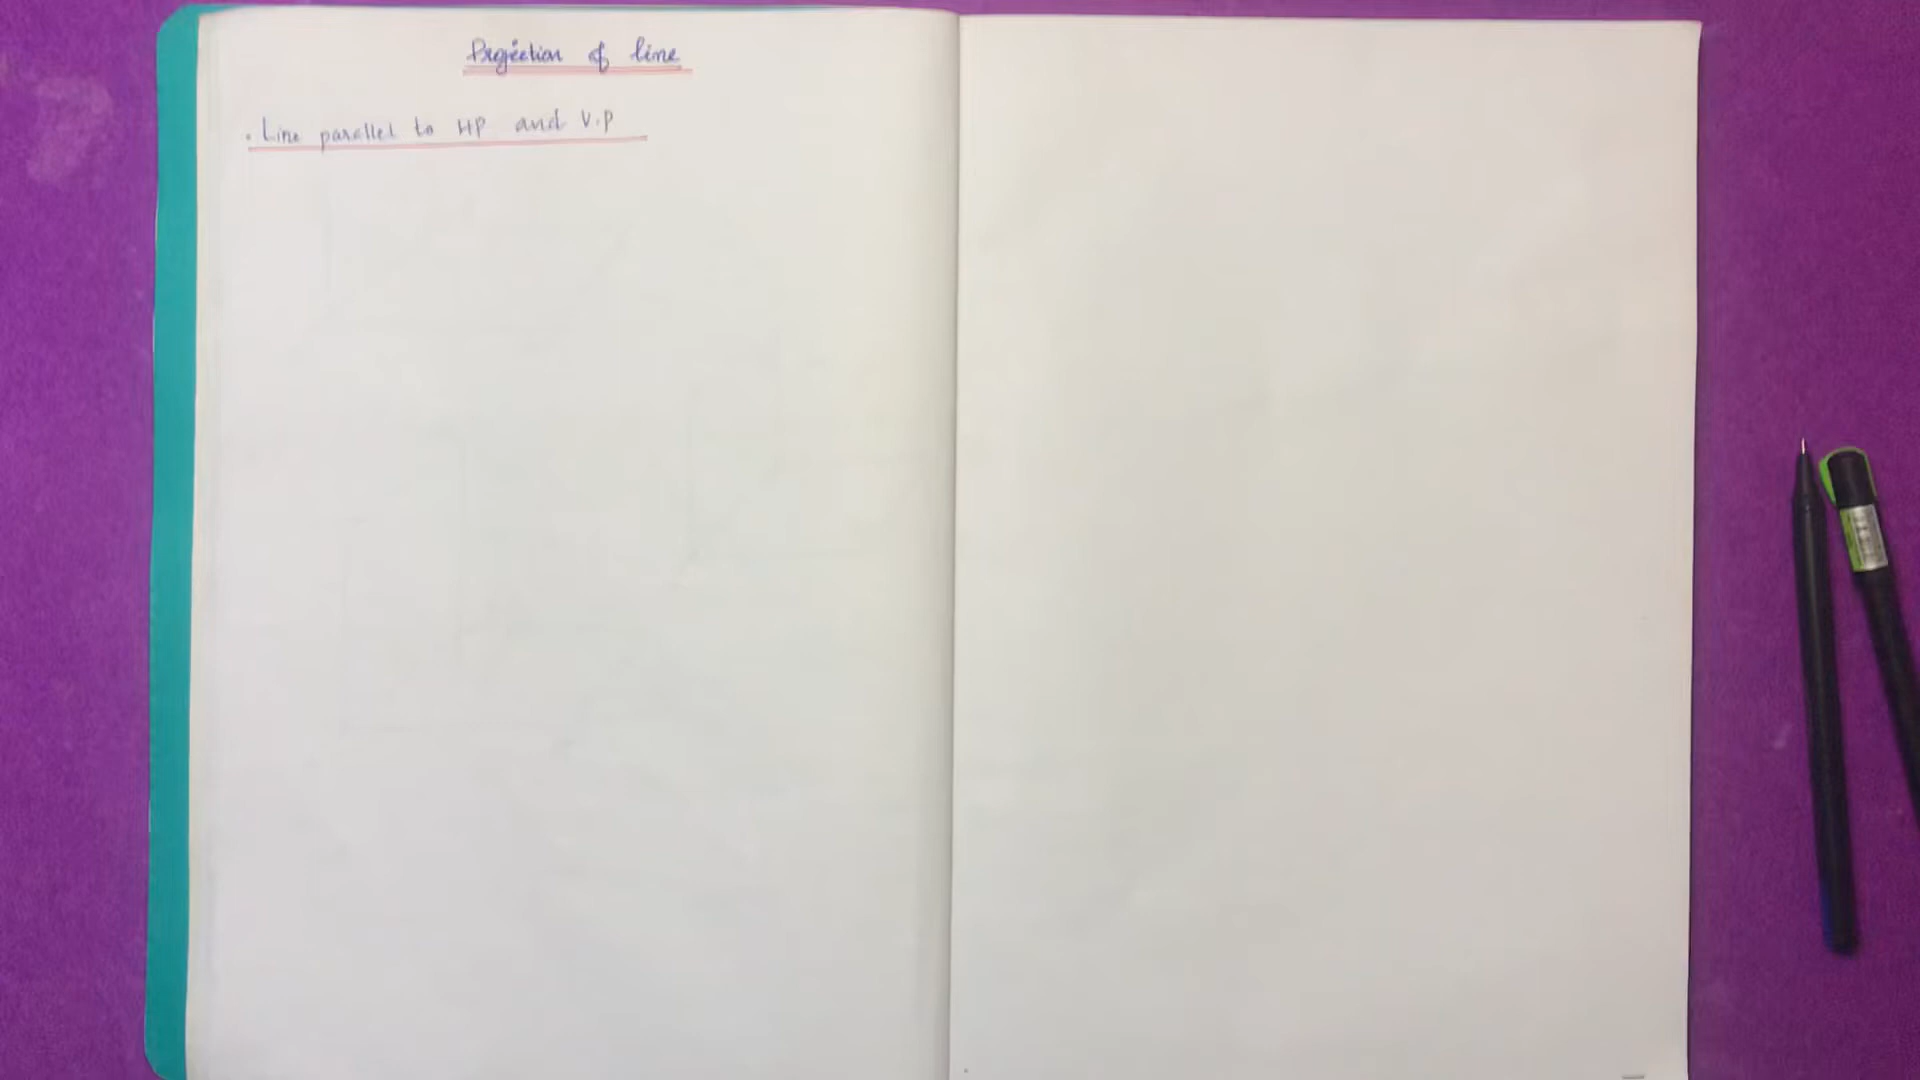 Projection of line
. Line parallel to HP and V.P